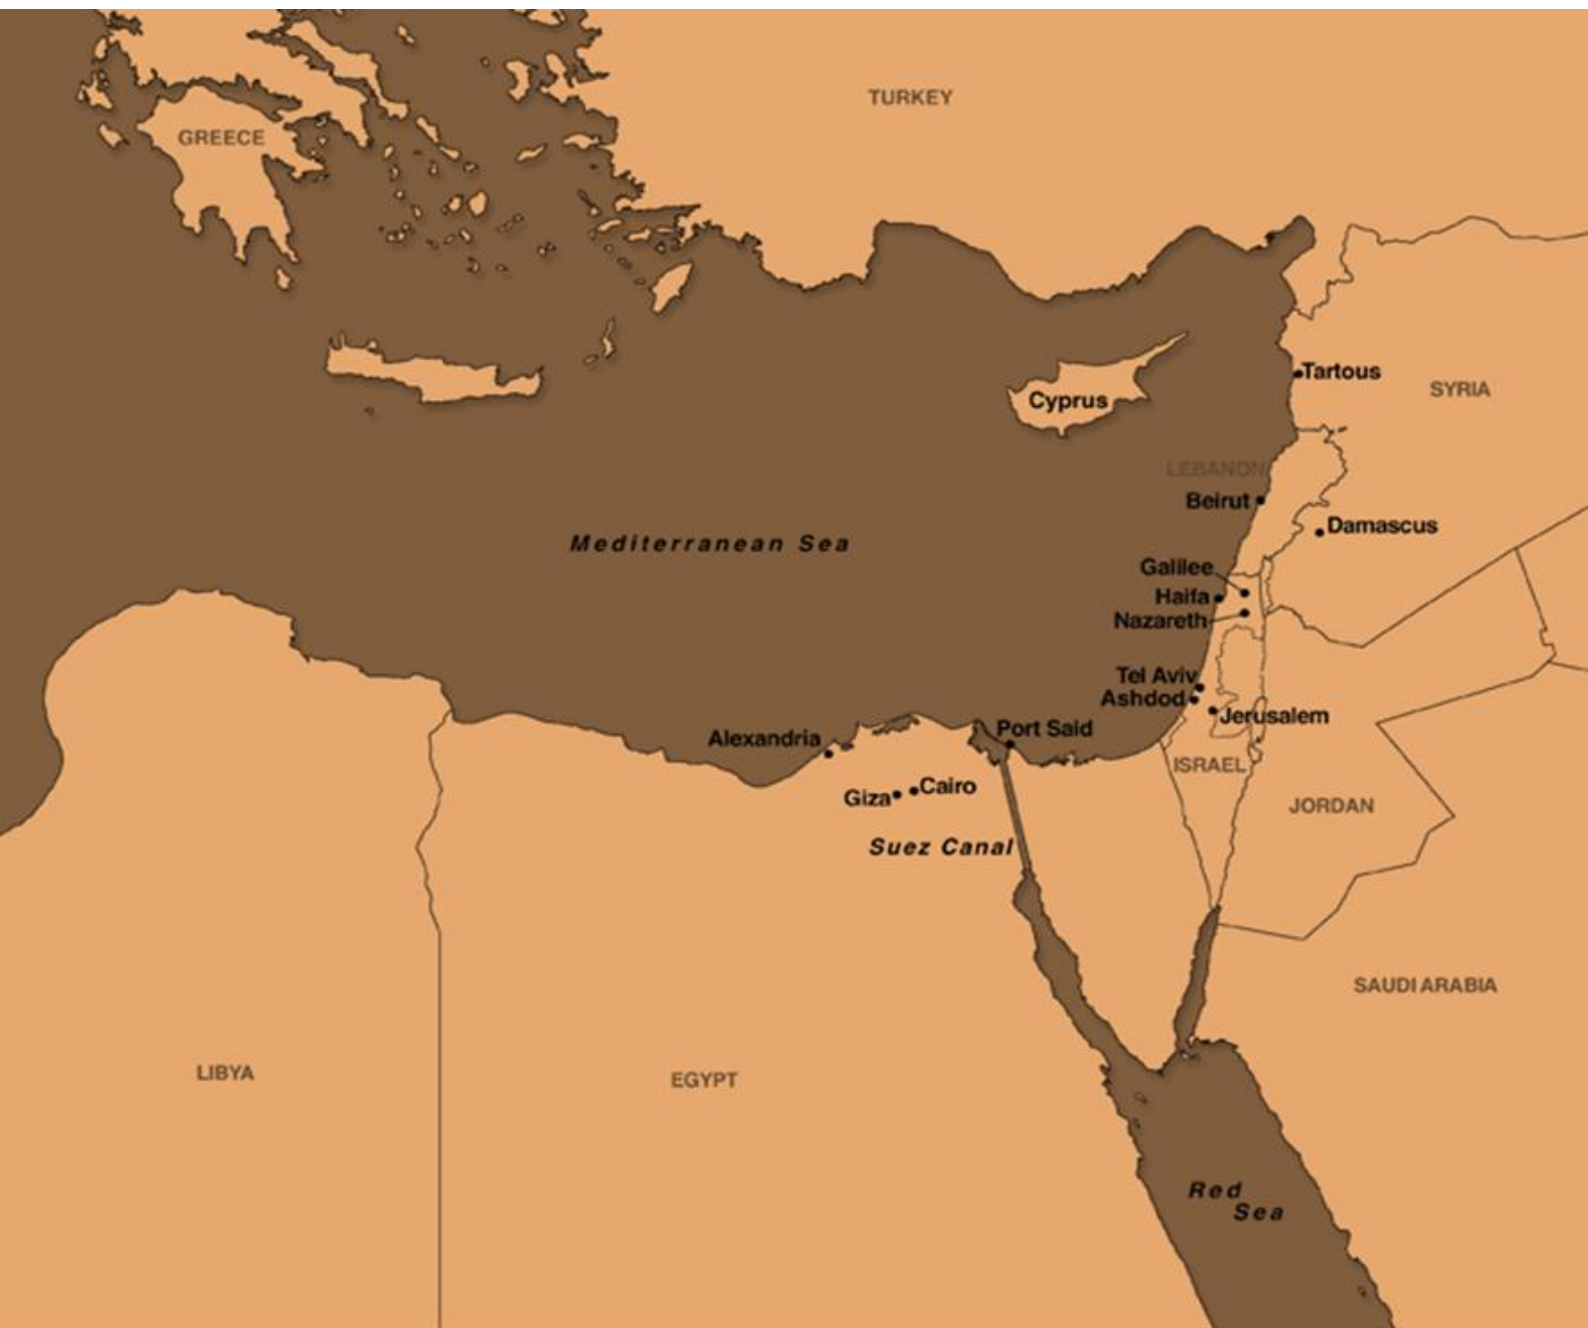 TURKEY
GREECE
Tartous
SYRIA
Cyprus
LEBANON
Beirut
Damascus
Mediterranean Sea
Galilee
Haifa
Nazareth
Tel Aviv
Ashdod
Jerusalem
Port Said
Alexandria
ISRAEL
Cairo
Giza
JORDAN
Suez Canal
SAUDI ARABIA
LIBYA
EGYPT
Red
Sea